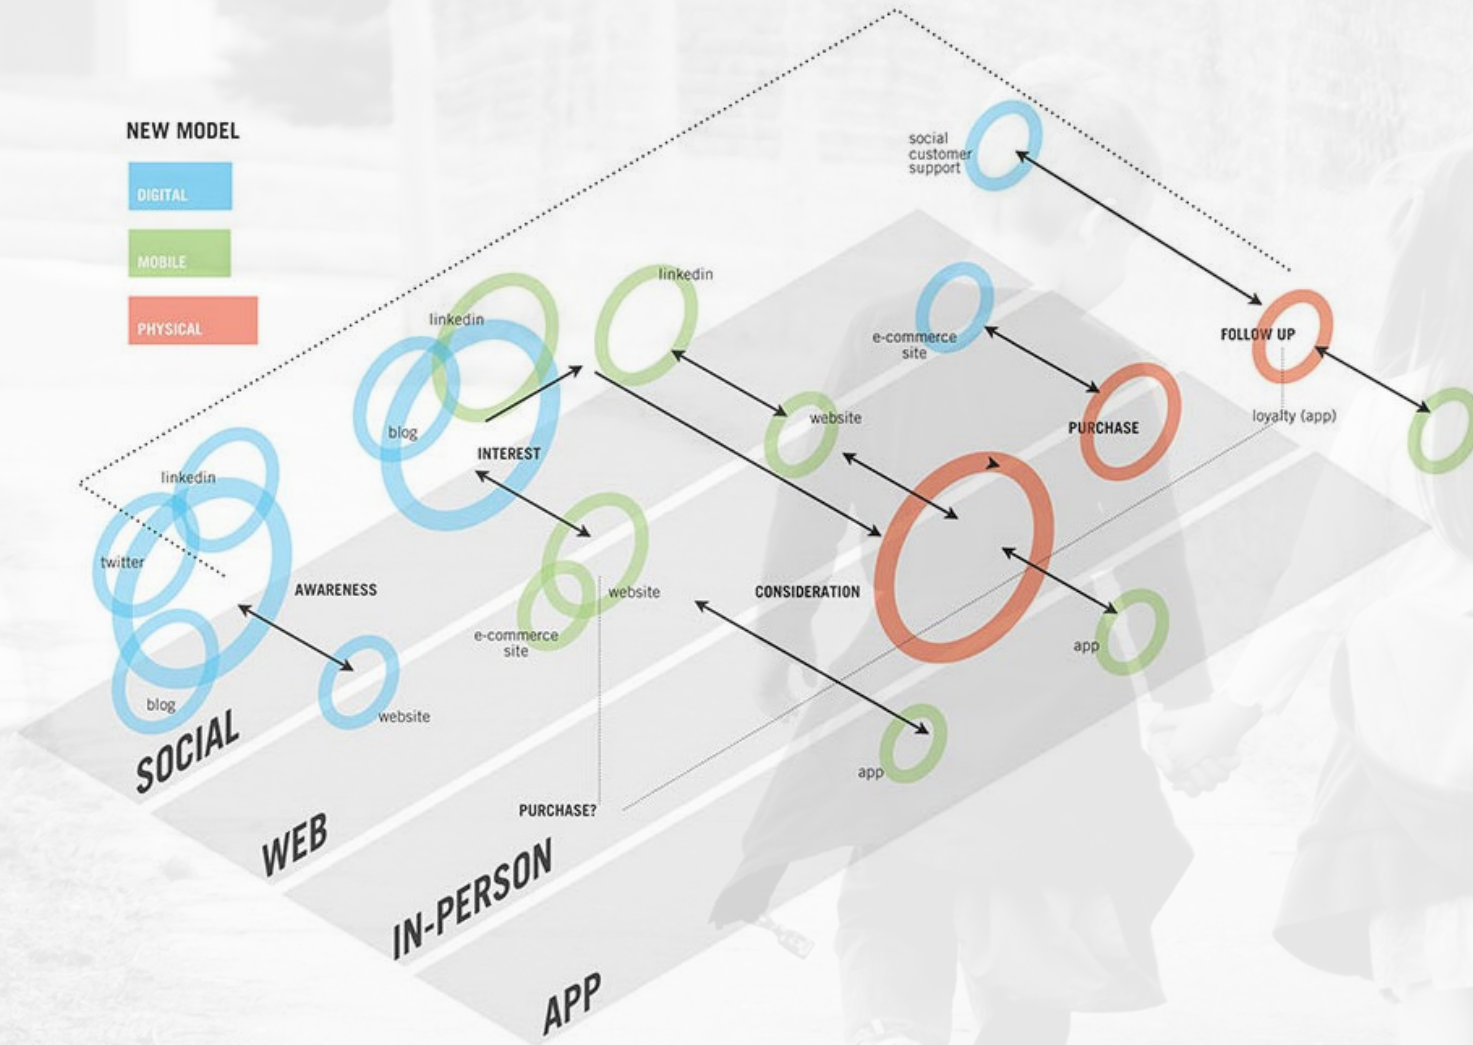 NEW MODEL
DIGITAL
MOBILE
PHYSICAL
social
customer
support
linkedin
linkedin
e-commerce
site
FOLLOW UP
loyalty (app)
website
PURCHASE
blog
INTEREST
linkedin
twitter
AWARENESS
website
CONSIDERATION
e-commerce
site
app
blog
website
SOCIAL
app
PURCHASE?
WEB
IN-PERSON
APP